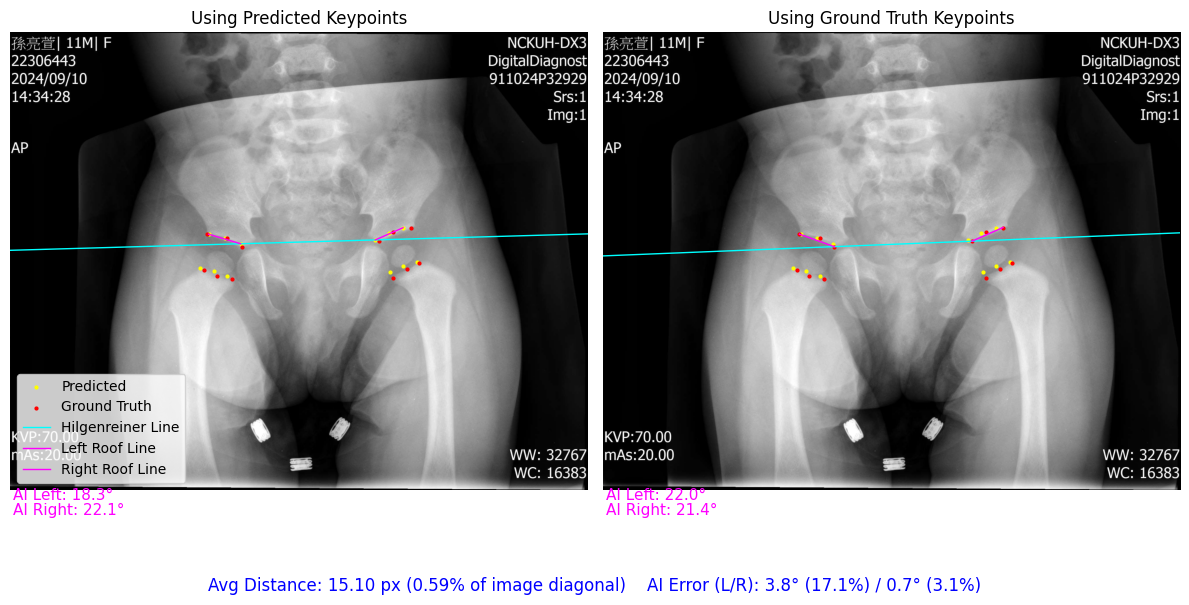 Using Predicted Keypoints
孫亮萱| 11M| F
22306443
2024/09/10
14:34:28
AP
NCKUH-DX3
DigitalDiagnost
911024P32929
Srs:1
Img:1
Predicted
Ground Truth
Hilgenreiner Line
Left Roof Line
Right Roof Line
KVP:70.00
mAs:20.00
WW: 32767
WC: 16383
AI Left: 18.3°
AI Right: 22.1°
Using Ground Truth Keypoints
孫亮萱| 11M| F
22306443
2024/09/10
14:34:28
AP
NCKUH-DX3
DigitalDiagnost
911024P32929
Srs:1
Img:1
KVP:70.00
mAs:20.00
WW: 32767
WC: 16383
AI Left: 22.0°
AI Right: 21.4°
Avg Distance: 15.10 px (0.59% of image diagonal)    AI Error (L/R): 3.8° (17.1%) / 0.7° (3.1%)